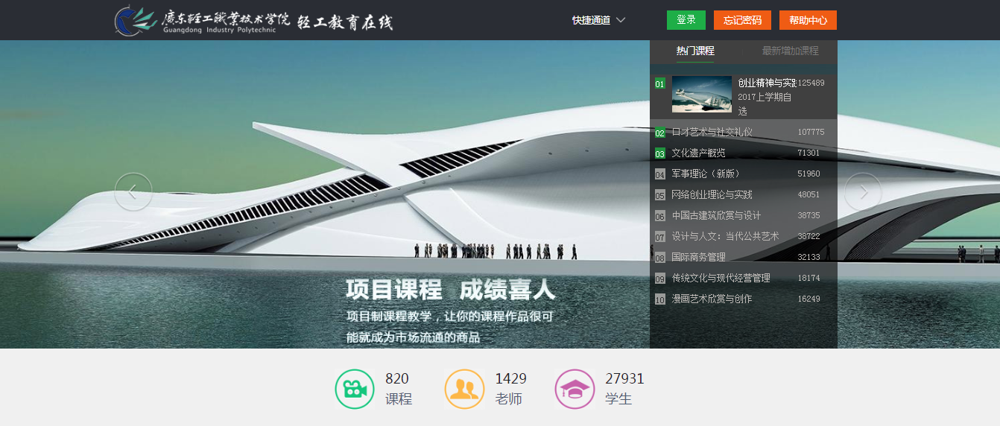 廣东轻工職業技术学院 轻工教育在线
Guangdong Industry Polytechnic
快捷通道
登录
忘记密码
帮助中心
热门课程
最新增加课程
01 创业精神与实践 125489
2017上学期自
选
02 口才艺术与社交礼仪 107775
03 文化遗产概览 71301
04 军事理论（新版） 51960
05 网络创业理论与实践 48051
06 中国古建筑欣赏与设计 38735
07 设计与人文：当代公共艺术 38722
08 国际商务管理 32133
09 传统文化与现代经营管理 18174
10 漫画艺术欣赏与创作 16249
项目课程 成绩喜人
项目制课程教学，让你的课程作品很可
能就成为市场流通的商品
820
课程
1429
老师
27931
学生